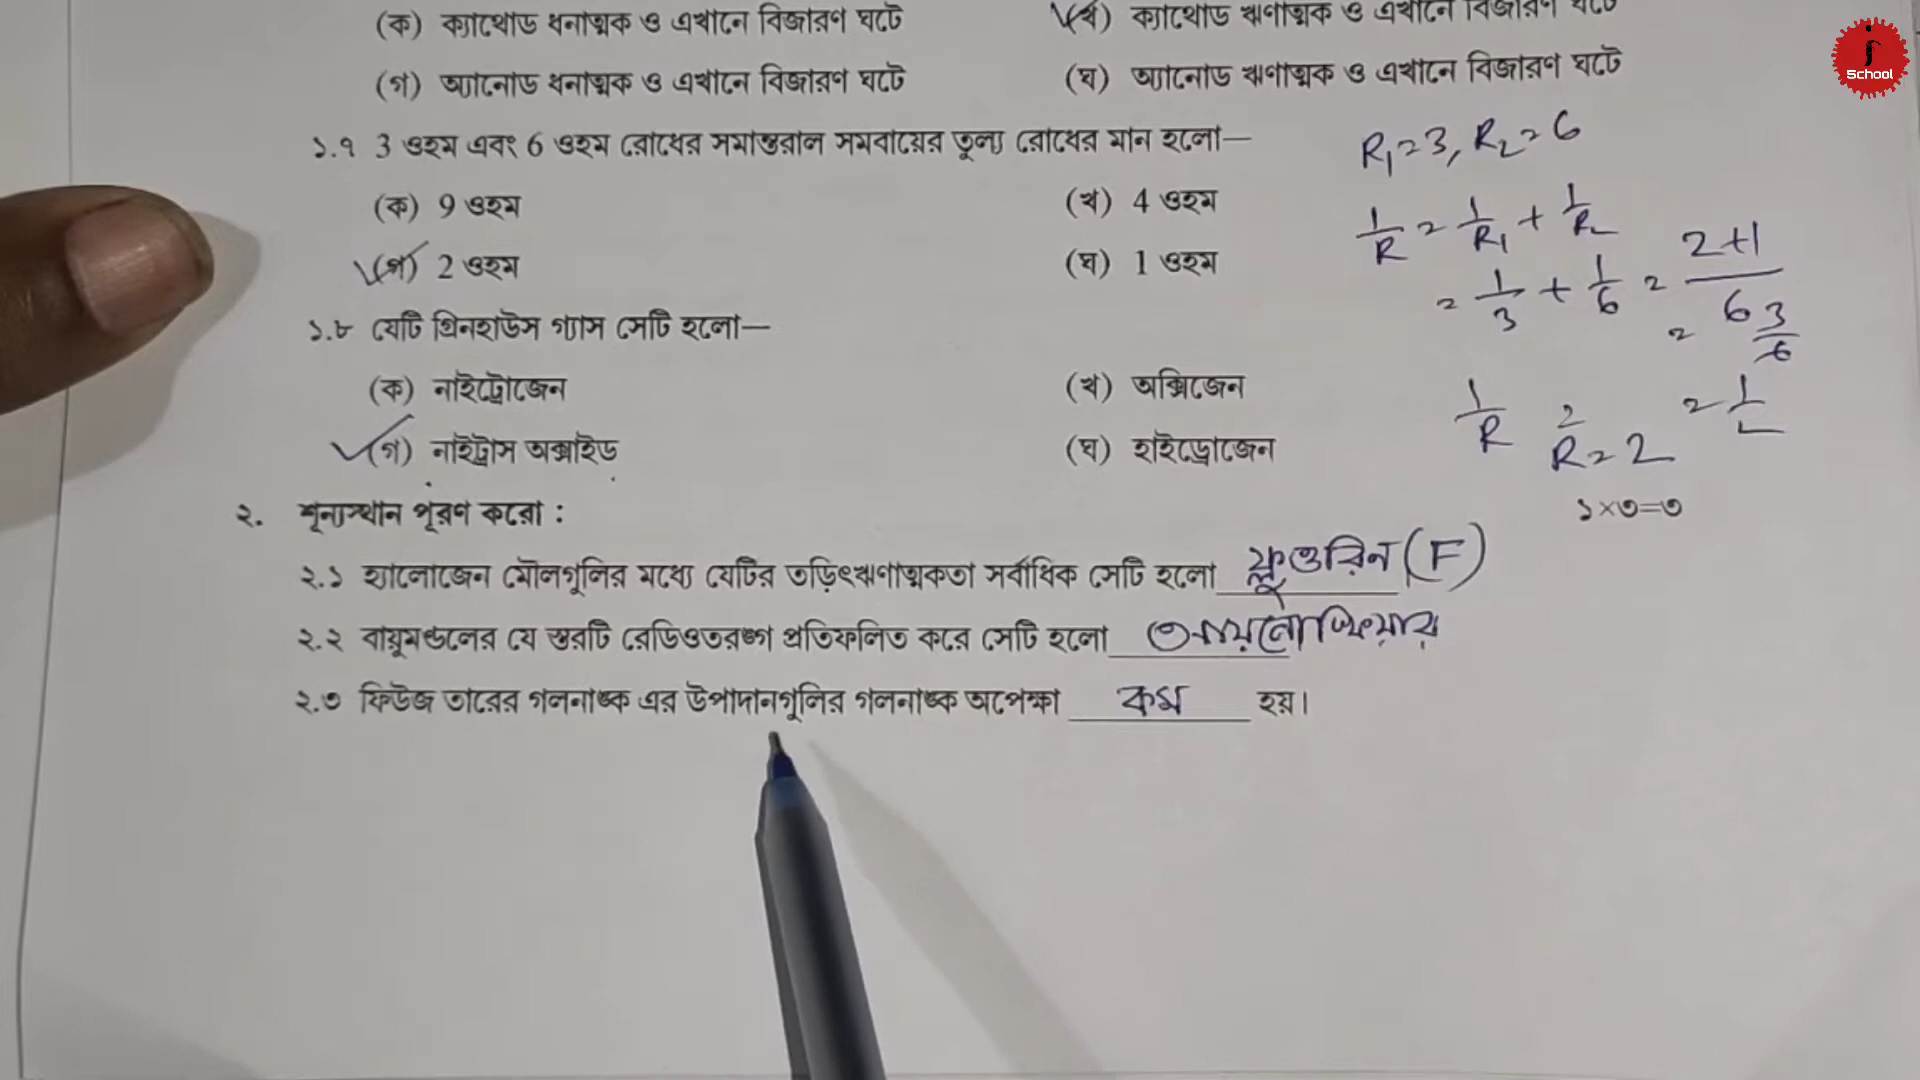 (ক) ক্যাথোড ধনাত্মক ও এখানে বিজারণ ঘটে
(খ) ক্যাথোড ঋণাত্মক ও এখানে বিজারণ ঘটে
School
(গ) অ্যানোড ধনাত্মক ও এখানে বিজারণ ঘটে
(ঘ) অ্যানোড ঋণাত্মক ও এখানে বিজারণ ঘটে
১.৭ 3 ওহম এবং 6 ওহম রোধের সমান্তরাল সমবায়ের তুল্য রোধের মান হলো—
R₁=3, R₂=6
(ক) 9 ওহম
(খ) 4 ওহম
1/R = 1/R₁ + 1/R₂
(গ) 2 ওহম
(ঘ) 1 ওহম
= 1/3 + 1/6 = 2+1/6
= 3/6
১.৮ যেটি গ্রিনহাউস গ্যাস সেটি হলো—
(ক) নাইট্রোজেন
(খ) অক্সিজেন
1/R
(গ) নাইট্রাস অক্সাইড
(ঘ) হাইড্রোজেন
R=2
২. শূন্যস্থান পূরণ করো :
১×৩=৩
২.১ হ্যালোজেন মৌলগুলির মধ্যে যেটির তড়িৎঋণাত্মকতা সর্বাধিক সেটি হলো ফ্লুওরিন (F)
২.২ বায়ুমণ্ডলের যে স্তরটি রেডিওতরঙ্গ প্রতিফলিত করে সেটি হলো আয়নোস্ফিয়ার
২.৩ ফিউজ তারের গলনাঙ্ক এর উপাদানগুলির গলনাঙ্ক অপেক্ষা কম হয়।